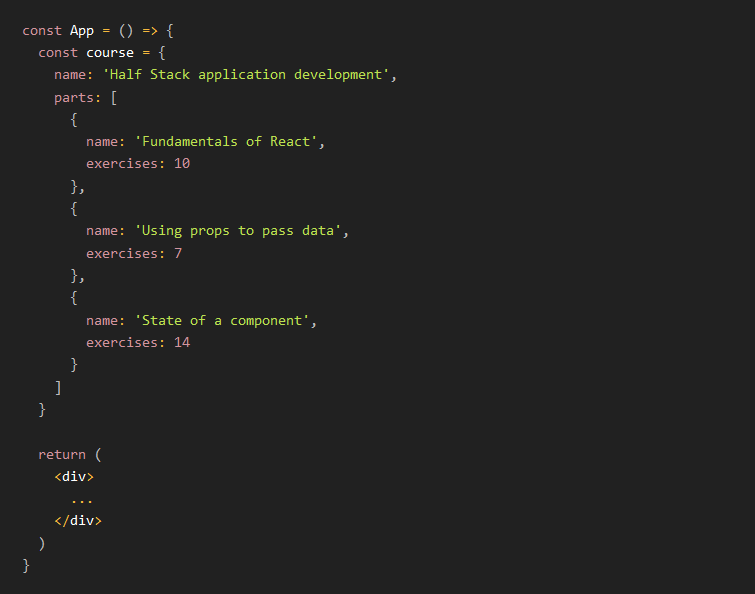 const App = () => {
  const course = {
    name: 'Half Stack application development',
    parts: [
      {
        name: 'Fundamentals of React',
        exercises: 10
      },
      {
        name: 'Using props to pass data',
        exercises: 7
      },
      {
        name: 'State of a component',
        exercises: 14
      }
    ]
  }

  return (
    <div>
      ...
    </div>
  )
}